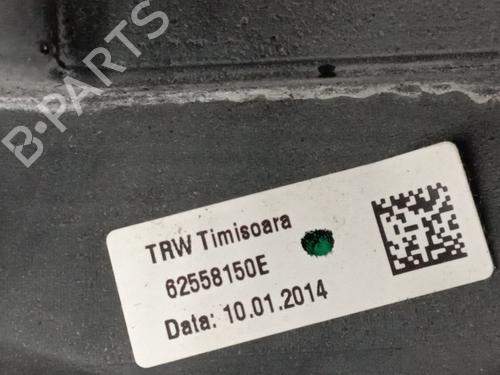 B-PARTS
TRW Timisoara
62558150E
Data: 10.01.2014